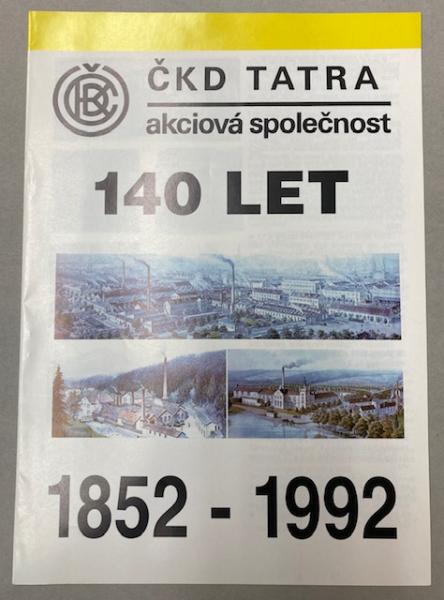 ČKD
ČKD TATRA
akciová společnost
140 LET
1852 - 1992